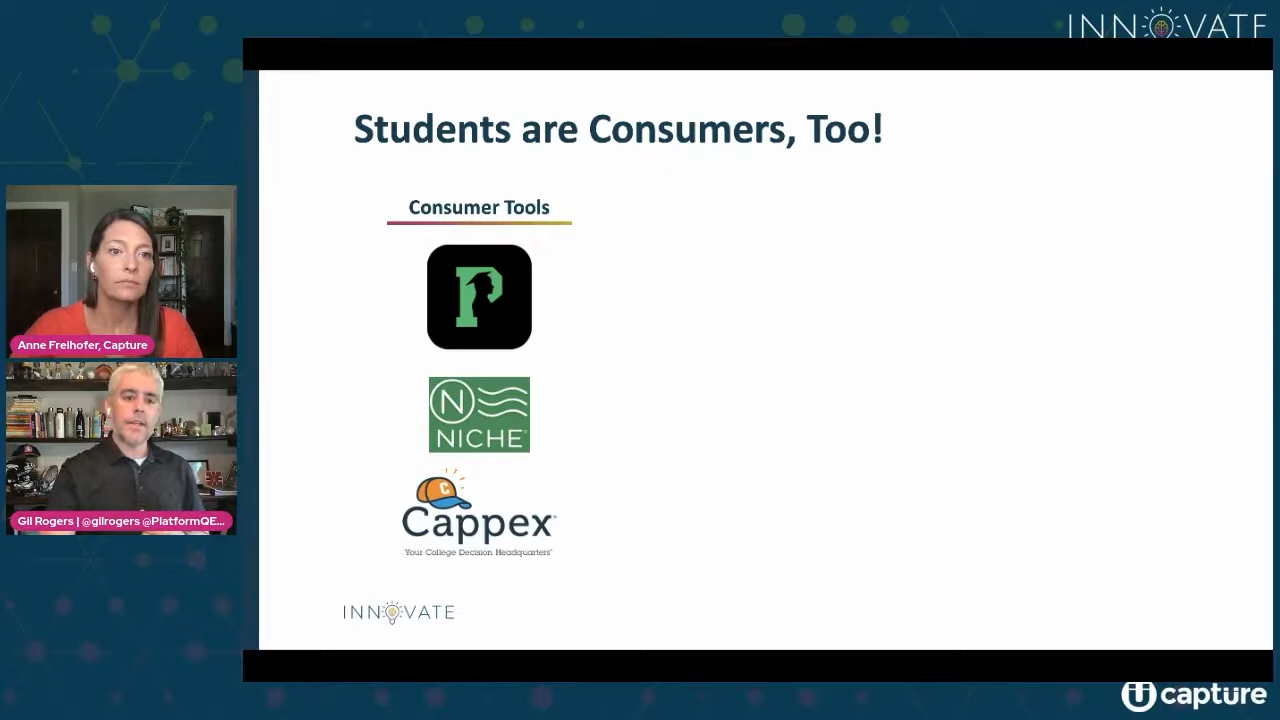 INNOVATE
Students are Consumers, Too!
Consumer Tools
P
N
NICHE
C
Cappex
Your College Decision Headquarters
INNOVATE
Anne Freihofer, Capture
Gil Rogers | @gilrogers @PlatformQE...
capture